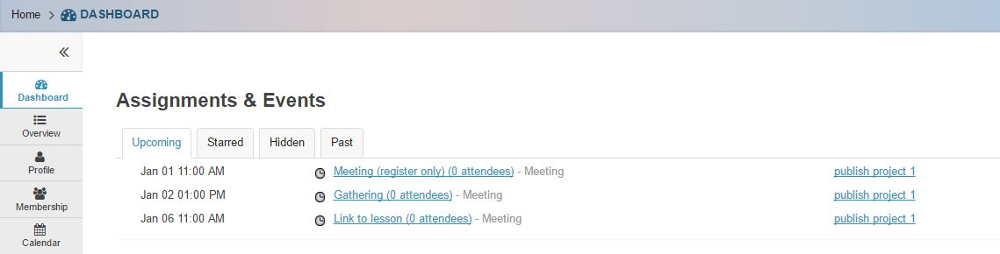 Home > DASHBOARD
«
Dashboard
Overview
Profile
Membership
Calendar
Assignments & Events
Upcoming Starred Hidden Past
Jan 01 11:00 AM Meeting (register only) (0 attendees) - Meeting publish project 1
Jan 02 01:00 PM Gathering (0 attendees) - Meeting publish project 1
Jan 06 11:00 AM Link to lesson (0 attendees) - Meeting publish project 1